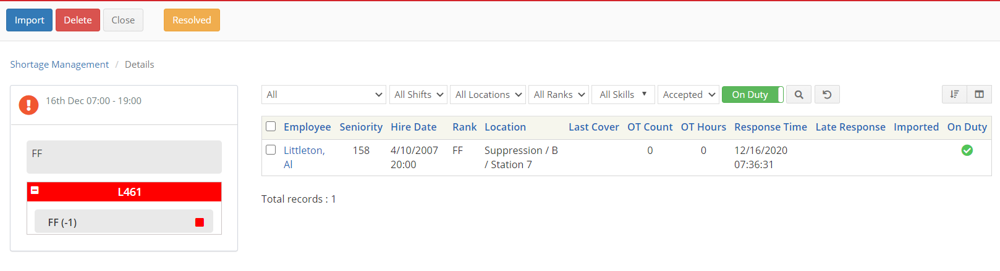 Import Delete Close Resolved
Shortage Management / Details
16th Dec 07:00 - 19:00
FF
L461
FF (-1)
All All Shifts All Locations All Ranks All Skills Accepted On Duty
Employee Seniority Hire Date Rank Location Last Cover OT Count OT Hours Response Time Late Response Imported On Duty
Littleton, 158 4/10/2007 FF Suppression / B 0 0 12/16/2020
Al 20:00 / Station 7 07:36:31
Total records : 1